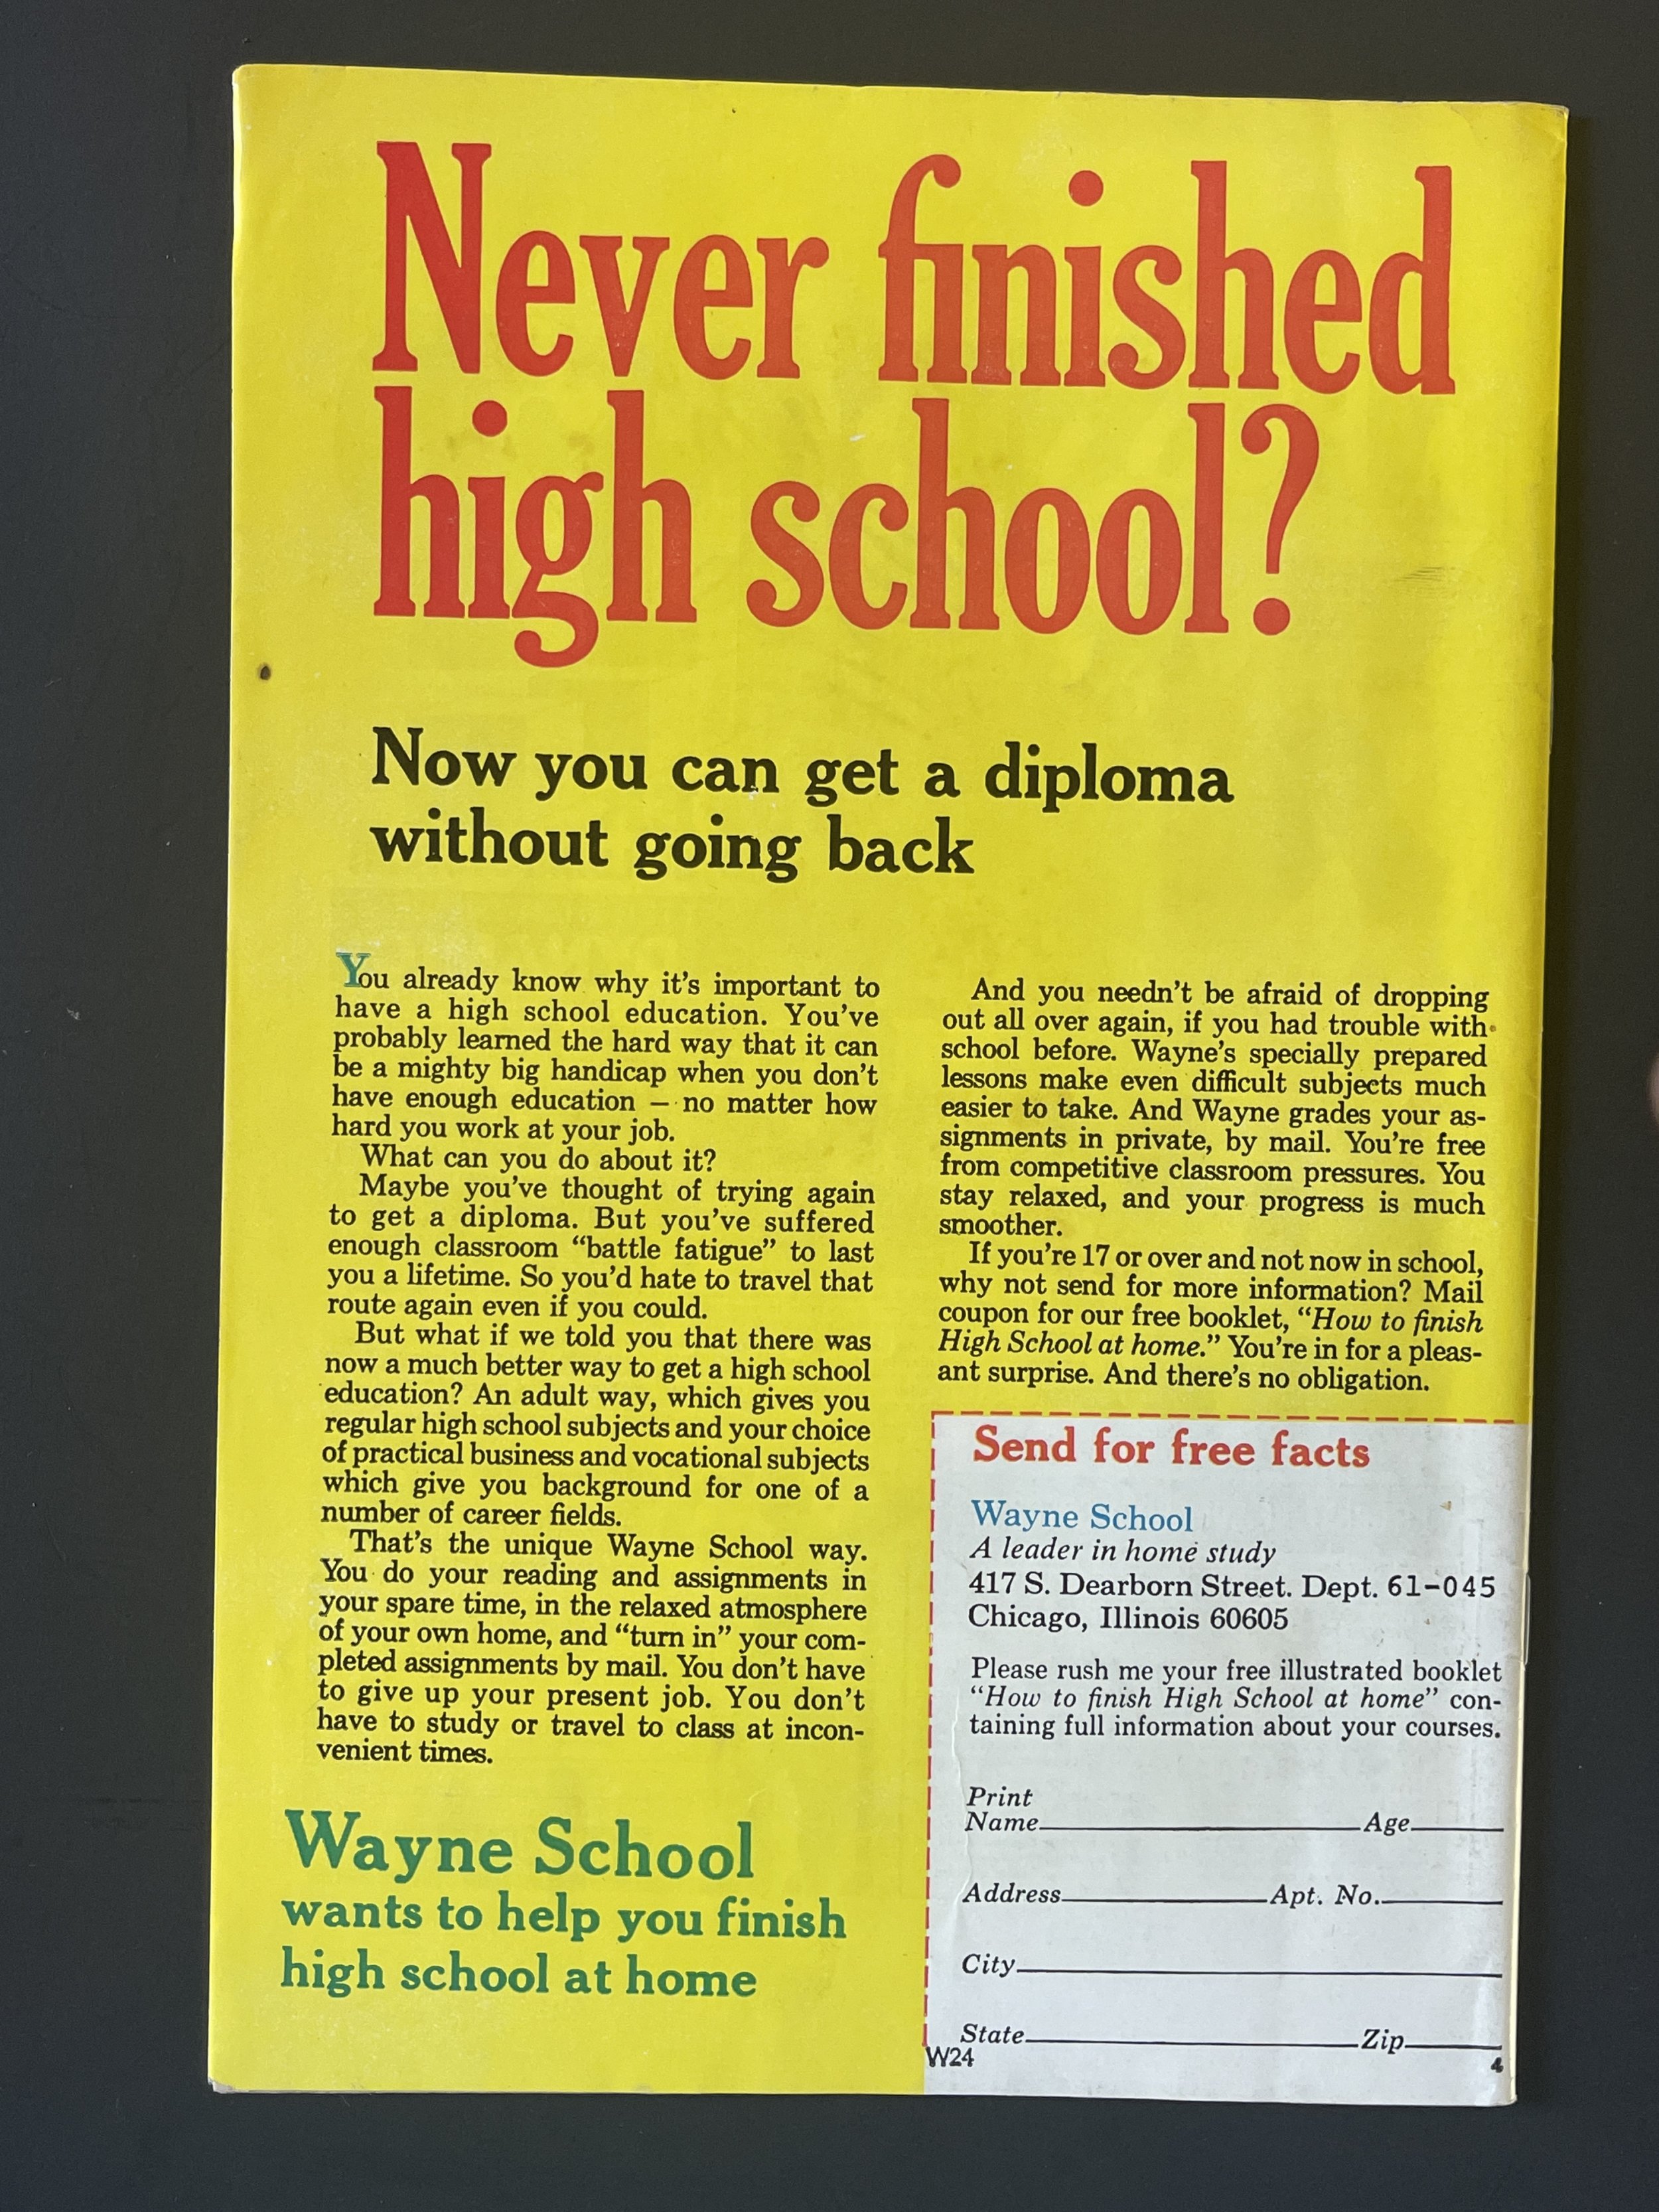 Never finished
high school?
Now you can get a diploma
without going back
You already know why it's important to
have a high school education. You've
probably learned the hard way that it can
be a mighty big handicap when you don't
have enough education — no matter how
hard you work at your job.
What can you do about it?
Maybe you've thought of trying again
to get a diploma. But you've suffered
enough classroom “battle fatigue” to last
you a lifetime. So you'd hate to travel that
route again even if you could.
But what if we told you that there was
now a much better way to get a high school
education? An adult way, which gives you
regular high school subjects and your choice
of practical business and vocational subjects
which give you background for one of a
number of career fields.
That's the unique Wayne School way.
You do your reading and assignments in
your spare time, in the relaxed atmosphere
of your own home, and “turn in” your com-
pleted assignments by mail. You don't have
to give up your present job. You don't
have to study or travel to class at incon-
venient times.
Wayne School
wants to help you finish
high school at home
And you needn't be afraid of dropping
out all over again, if you had trouble with
school before. Wayne's specially prepared
lessons make even difficult subjects much
easier to take. And Wayne grades your as-
signments in private, by mail. You're free
from competitive classroom pressures. You
stay relaxed, and your progress is much
smoother.
If you're 17 or over and not now in school,
why not send for more information? Mail
coupon for our free booklet, “How to finish
High School at home.” You're in for a pleas-
ant surprise. And there's no obligation.
Send for free facts
Wayne School
A leader in home study
417 S. Dearborn Street. Dept. 61-045
Chicago, Illinois 60605
Please rush me your free illustrated booklet
“How to finish High School at home” con-
taining full information about your courses.
Print
Name Age
Address Apt. No.
City
State Zip
W24 4